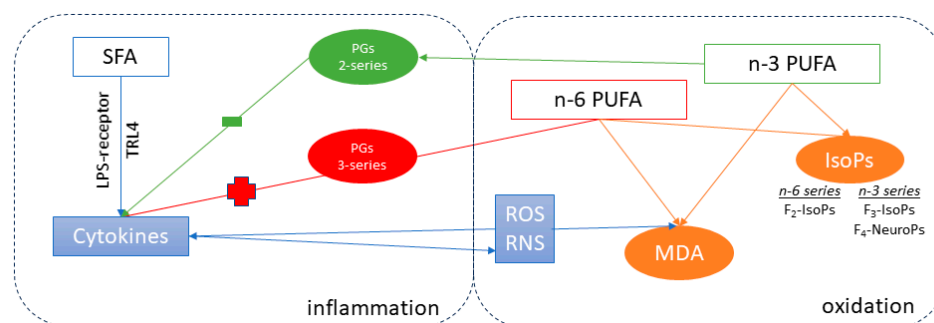 SFA
PGs
2-series
n-3 PUFA
n-6 PUFA
LPS-receptor
TRL4
PGs
3-series
IsoPs
n-6 series
n-3 series
F₂-IsoPs
F₃-IsoPs
F₄-NeuroPs
Cytokines
ROS
RNS
MDA
inflammation
oxidation